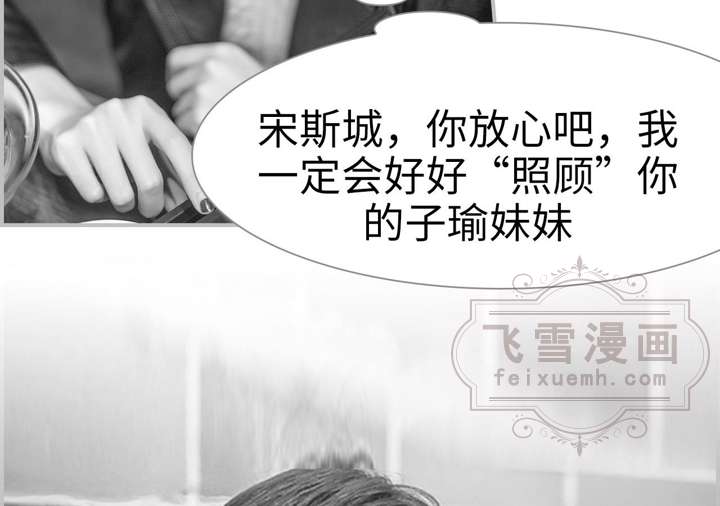 宋斯城，你放心吧，我
一定会好好“照顾”你
的子瑜妹妹
飞雪漫画
feixuemh.com